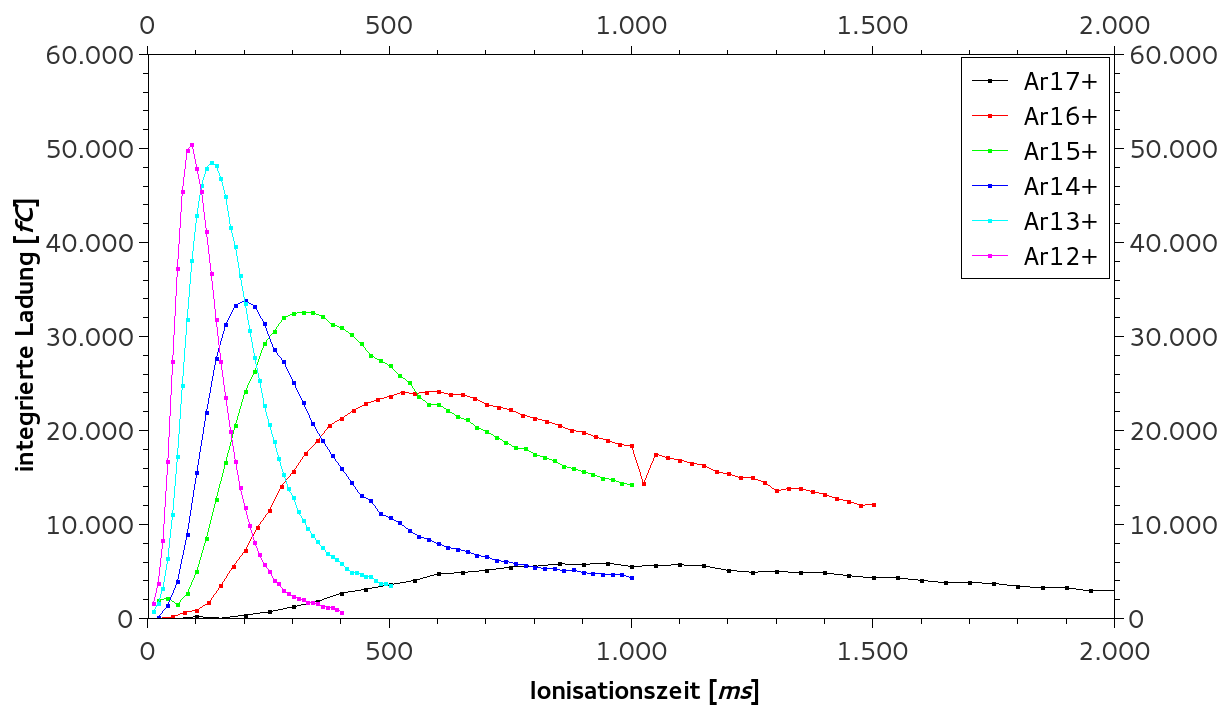 0 500 1.000 1.500 2.000
60.000 60.000
Ar17+
Ar16+
50.000 Ar15+ 50.000
Ar14+
40.000 Ar13+ 40.000
Ar12+
integrierte Ladung [fC]
30.000 30.000
20.000 20.000
10.000 10.000
0 0
0 500 1.000 1.500 2.000
Ionisationszeit [ms]